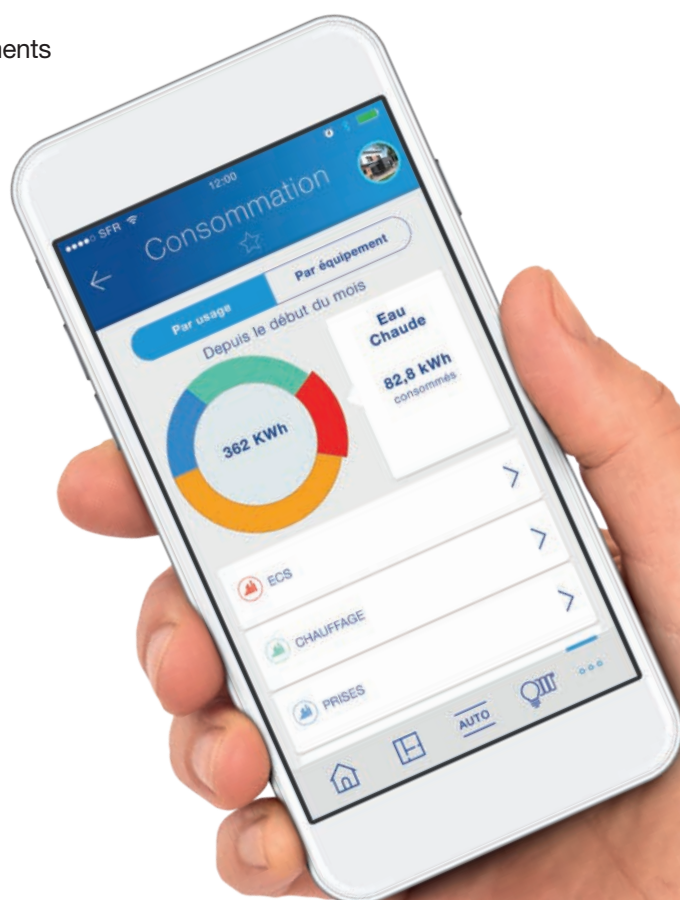 ments
SFR 12:00
Consommation
Par usage Par équipement
Depuis le début du mois
Eau
Chaude
82,8 kWh
consommés
362 KWh
ECS
CHAUFFAGE
PRISES
AUTO